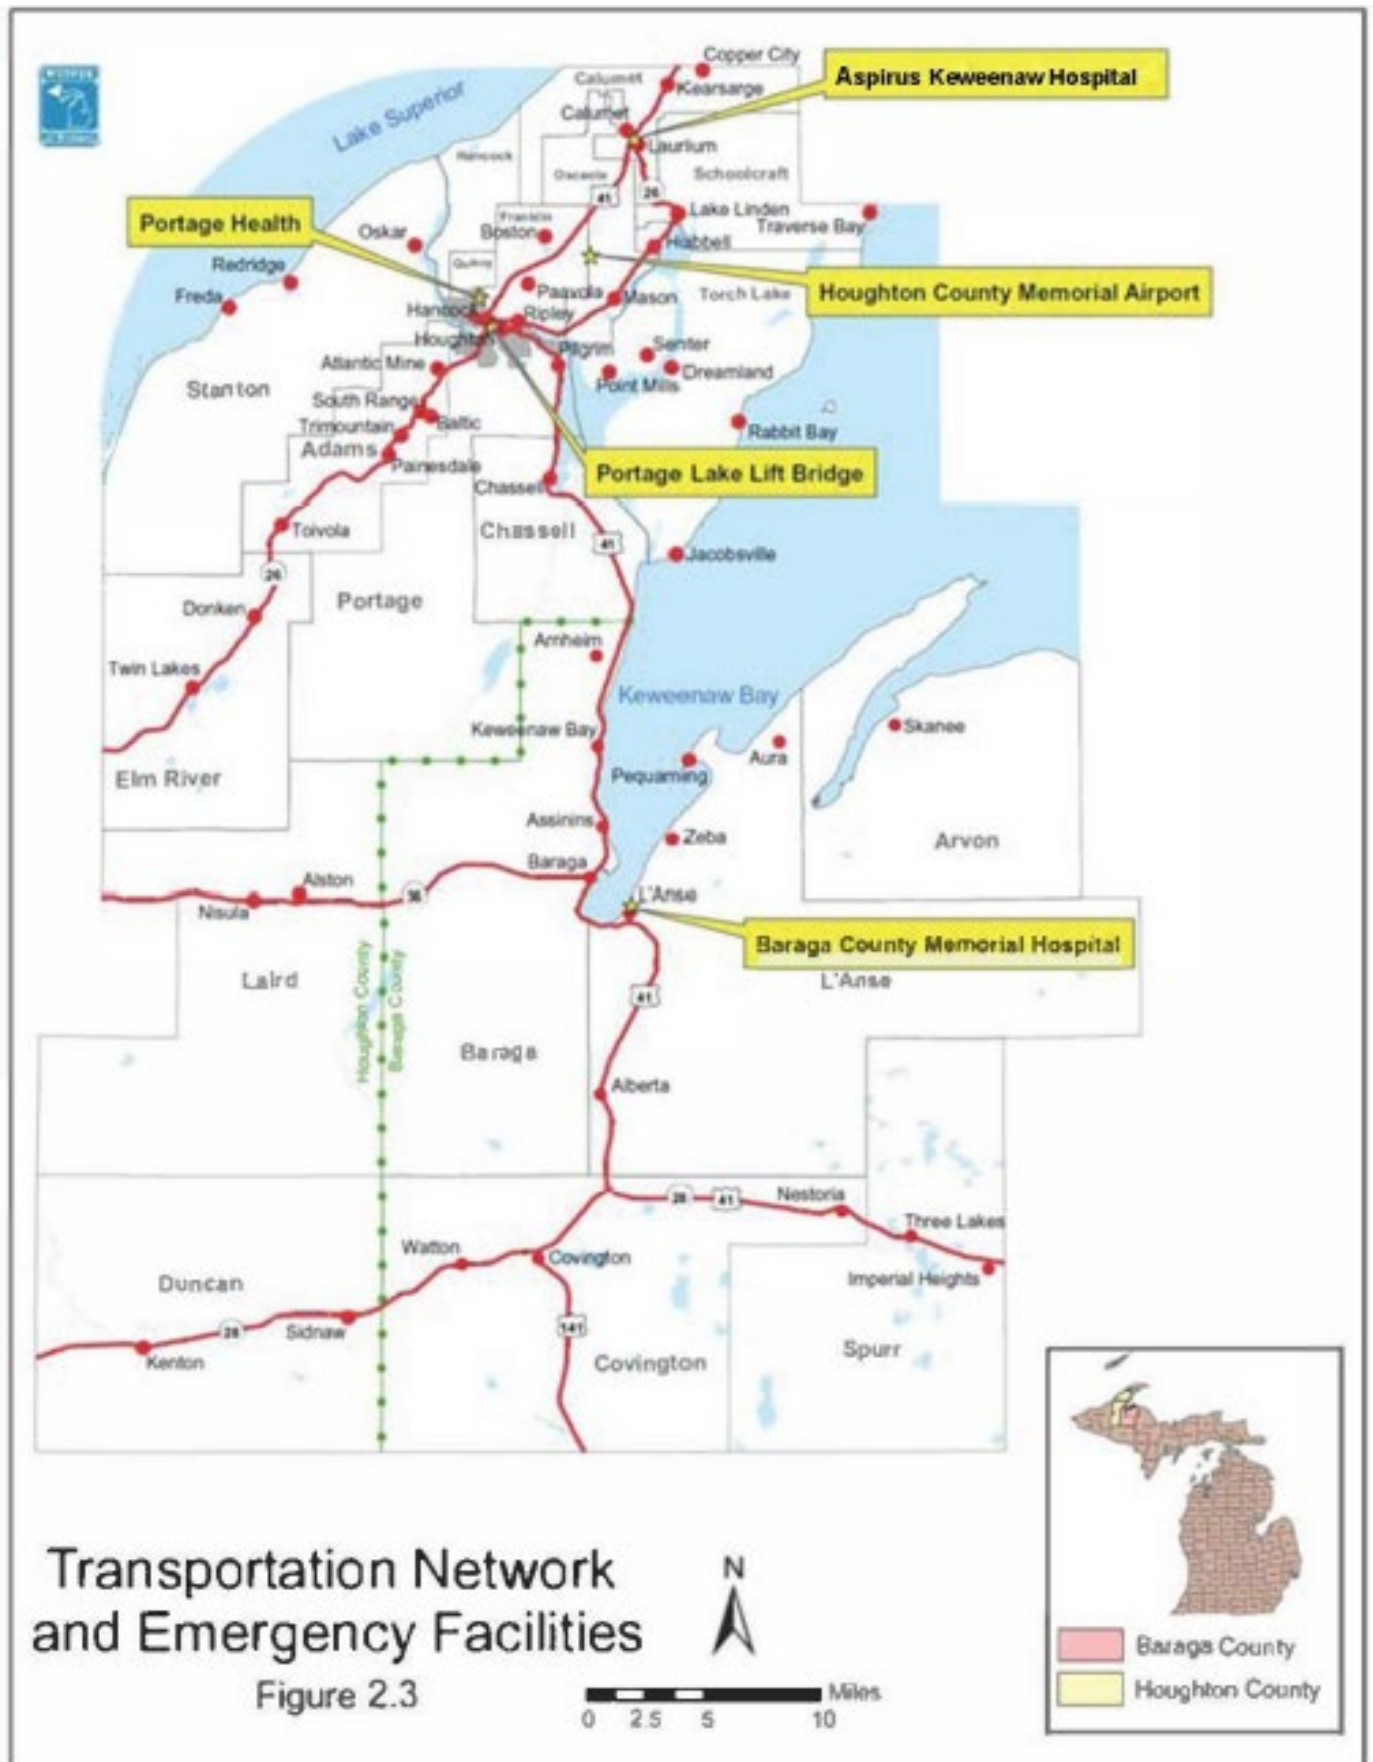 Copper City
Calumet
Aspirus Keweenaw Hospital
Kearsarge
Lake Superior
Calumet
Laurium
Hancock
Osceola
Schoolcraft
41
26
Portage Health
Franklin
Lake Linden
Oskar
Boston
Traverse Bay
Hubbell
Quincy
Redridge
Houghton County Memorial Airport
Freda
Paavola
Mason
Torch Lake
Hancock
Ripley
Houghton
Pilgrim
Senter
Atlantic Mine
Dreamland
Point Mills
Stanton
South Range
Baltic
Trimountain
Rabbit Bay
Adams
Painesdale
Portage Lake Lift Bridge
Chassell
Toivola
Chassell
41
Jacobsville
26
Portage
Donken
Arnheim
Twin Lakes
Keweenaw Bay
Skanee
Keweenaw Bay
Aura
Elm River
Pequaming
Assinins
Zeba
Arvon
Baraga
Alston
L'Anse
Nisula
Baraga County Memorial Hospital
Laird
Houghton County
Baraga County
L'Anse
41
Baraga
Alberta
Nestoria
28
41
Three Lakes
Watton
Covington
Duncan
Imperial Heights
28
Sidnaw
141
Kenton
Covington
Spurr
Transportation Network
and Emergency Facilities
Figure 2.3
N
Miles
0 2.5 5 10
Baraga County
Houghton County